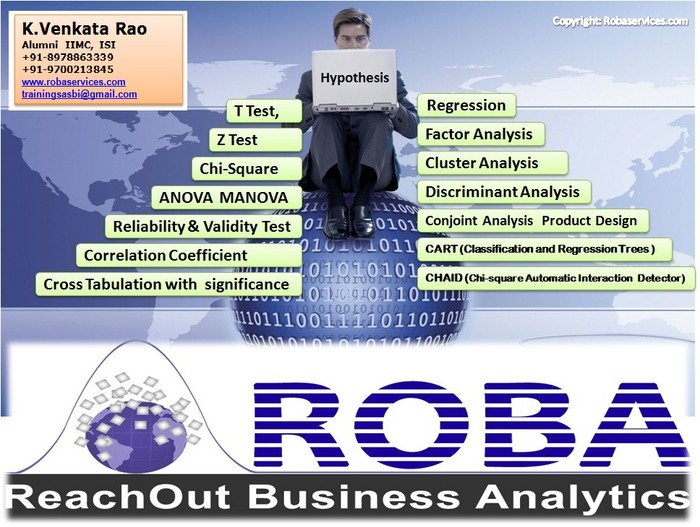 K.Venkata Rao
Alumni IIMC, ISI
+91-8978863339
+91-9700213845
www.robaservices.com
trainingsasbi@gmail.com
Copyright: Robaservices.com
Hypothesis
T Test,
Z Test
Chi-Square
ANOVA MANOVA
Reliability & Validity Test
Correlation Coefficient
Cross Tabulation with significance
Regression
Factor Analysis
Cluster Analysis
Discriminant Analysis
Conjoint Analysis Product Design
CART (Classification and Regression Trees )
CHAID (Chi-square Automatic Interaction Detector)
ROBA
ReachOut Business Analytics